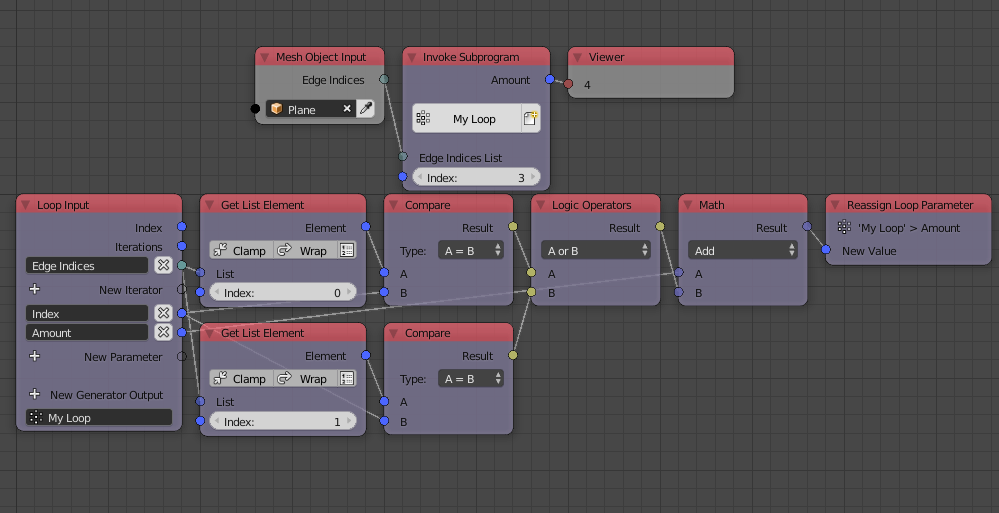 Mesh Object Input
Edge Indices
Plane
Invoke Subprogram
Amount
My Loop
Edge Indices List
Index: 3
Viewer
4
Loop Input
Index
Iterations
Edge Indices
New Iterator
Index
Amount
New Parameter
New Generator Output
My Loop
Get List Element
Element
Clamp Wrap
List
Index: 0
Compare
Result
Type: A = B
A
B
Logic Operators
Result
A or B
A
B
Math
Result
Add
A
B
Reassign Loop Parameter
'My Loop' > Amount
New Value
Get List Element
Element
Clamp Wrap
List
Index: 1
Compare
Result
Type: A = B
A
B